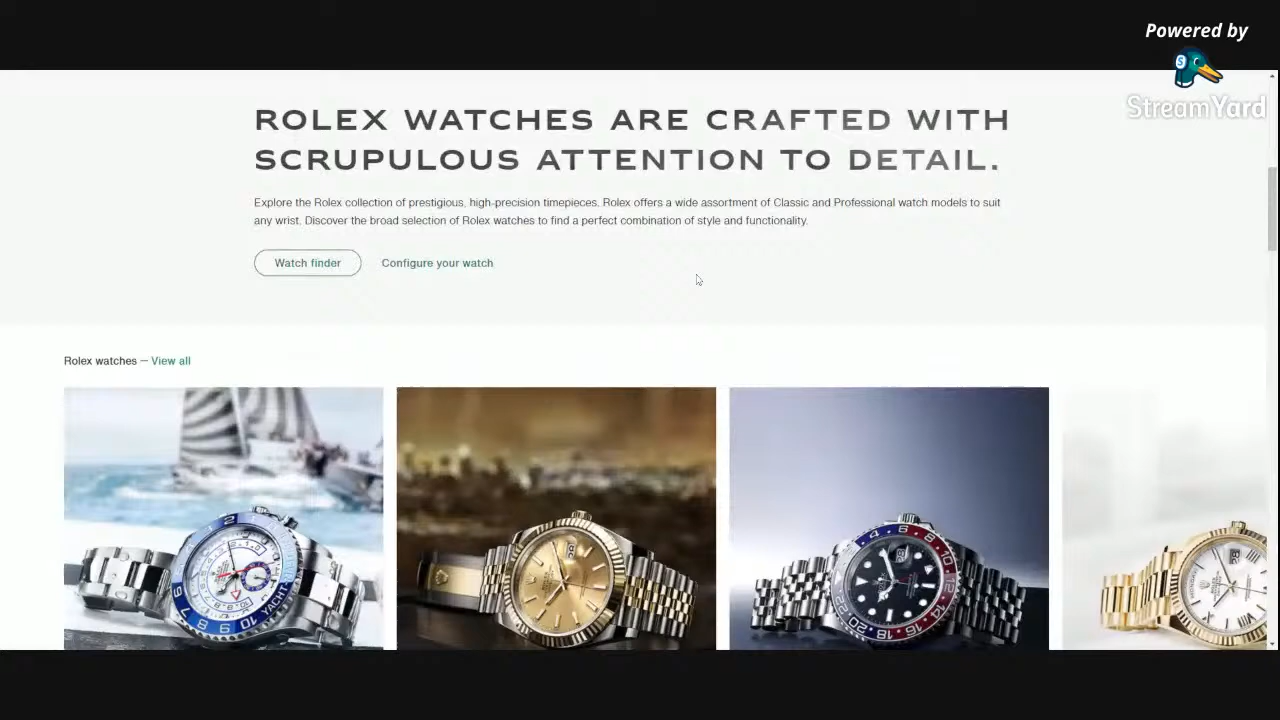 Powered by
StreamYard
ROLEX WATCHES ARE CRAFTED WITH
SCRUPULOUS ATTENTION TO DETAIL.
Explore the Rolex collection of prestigious, high-precision timepieces. Rolex offers a wide assortment of Classic and Professional watch models to suit
any wrist. Discover the broad selection of Rolex watches to find a perfect combination of style and functionality.
Watch finder
Configure your watch
Rolex watches — View all
YACHT